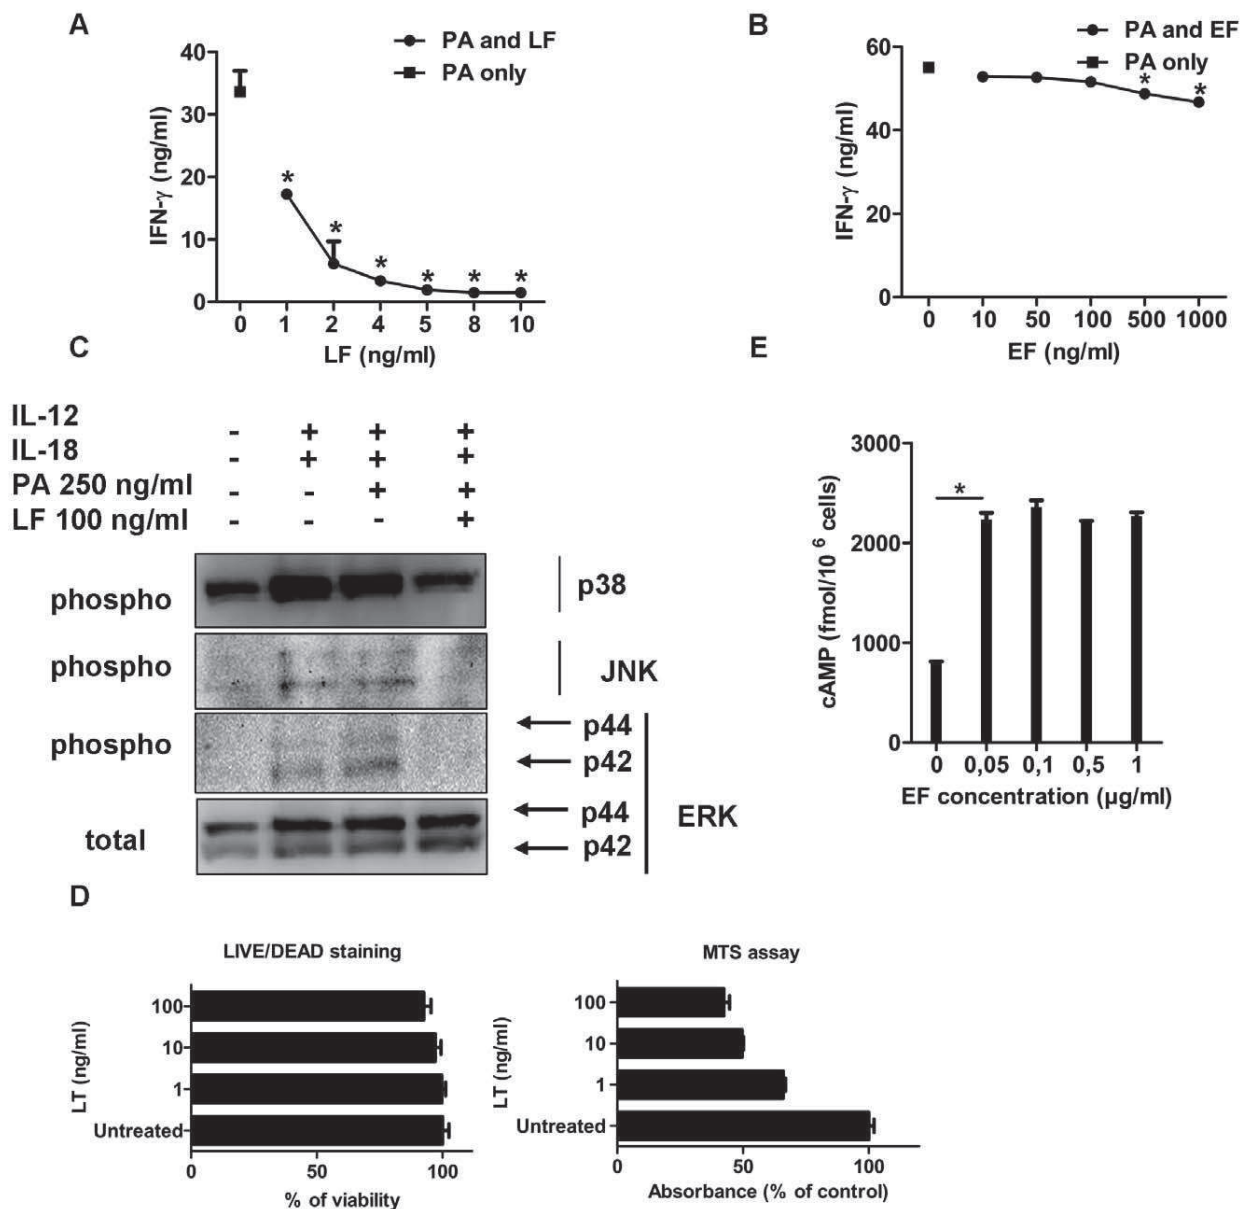 A
PA and LF
PA only
IFN-γ (ng/ml)
40
30
20
10
0
* * * * * *
0 1 2 4 5 8 10
LF (ng/ml)
B
PA and EF
PA only
IFN-γ (ng/ml)
60
40
20
0
* *
0 10 50 100 500 1000
EF (ng/ml)
C
IL-12 - + + +
IL-18 - + + +
PA 250 ng/ml - - + +
LF 100 ng/ml - - - +
phospho p38
phospho JNK
phospho p44
p42
total p44
p42
ERK
E
cAMP (fmol/10 6 cells)
3000
2000
1000
0
*
0 0,05 0,1 0,5 1
EF concentration (µg/ml)
D
LIVE/DEAD staining
LT (ng/ml)
100
10
1
Untreated
0 50 100
% of viability
MTS assay
LT (ng/ml)
100
10
1
Untreated
0 50 100
Absorbance (% of control)